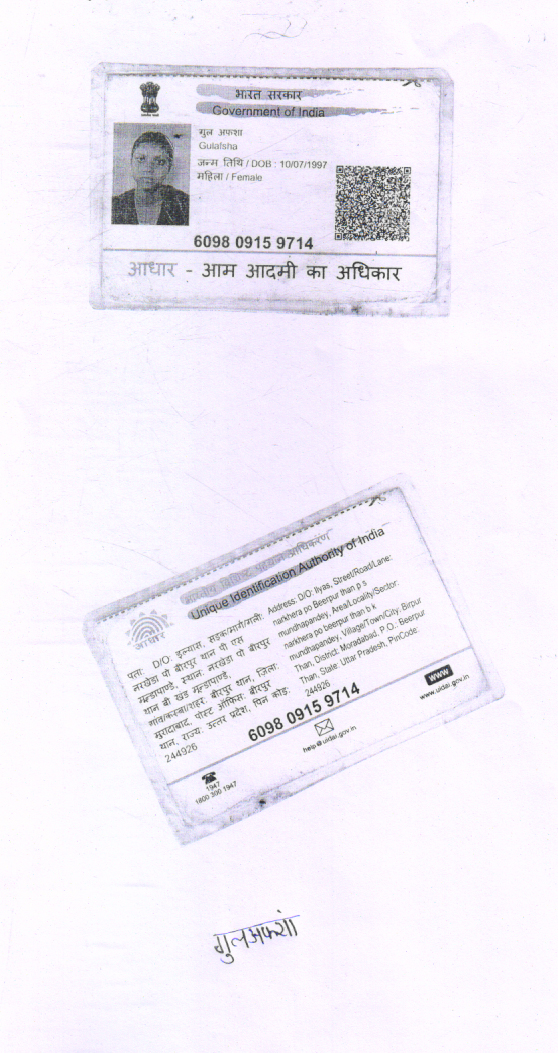 भारत सरकार
Government of India
गुल अफशा
Gulafsha
जन्म तिथि / DOB : 10/07/1997
महिला / Female
6098 0915 9714
आधार - आम आदमी का अधिकार
भारतीय विशिष्ट पहचान प्राधिकरण
Unique Identification Authority of India
आधार
पता: D/O, इल्यास, सड़क/मार्ग/गली:
नरखेडा पी बीरपुर थान पी एस
मून्डापाण्डे, स्थान: नरखेडा पी बीरपुर
थान बी खंड मून्डापाण्डे,
गांव/कस्बा/शहर: बीरपुर थान, ज़िला:
मुरादाबाद, पोस्ट ऑफिस: बीरपुर
थान, राज्य: उत्तर प्रदेश, पिन कोड:
244926
Address: D/O: Ilyas, Street/Road/Lane:
narkhera po Beerpur than p s
mundhapandey, Area/Locality/Sector:
narkhera po beerpur than b k
mundhapandey, Village/Town/City: Birpur
Than, District: Moradabad, P.O.: Beerpur
Than, State: Uttar Pradesh, PinCode:
244926
6098 0915 9714
1947
1800 300 1947
help@uidai.gov.in
www
www.uidai.gov.in
गुलअफशां